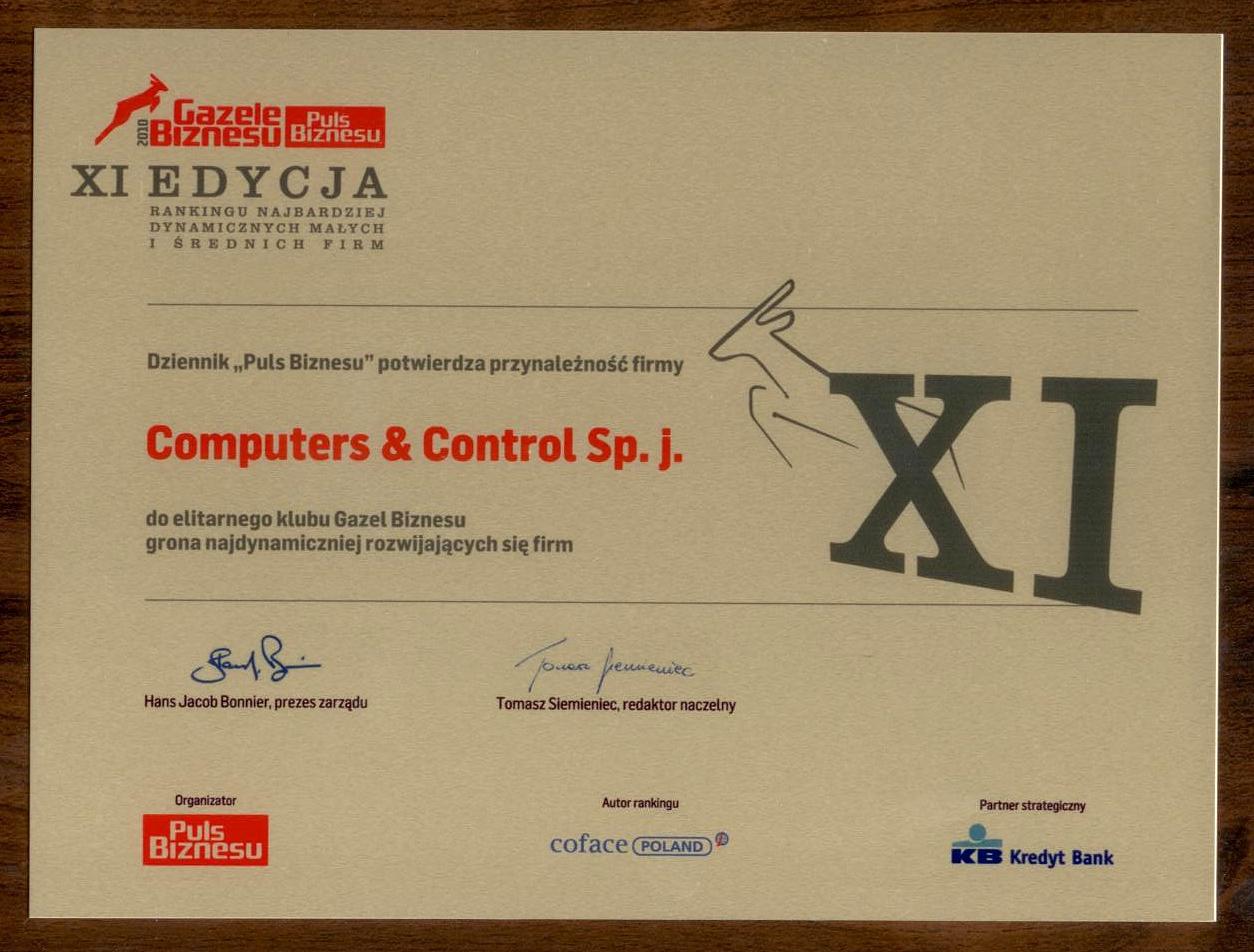 2010 Gazele Biznesu Puls Biznesu
XI EDYCJA
RANKINGU NAJBARDZIEJ
DYNAMICZNYCH MAŁYCH
I ŚREDNICH FIRM
Dziennik „Puls Biznesu” potwierdza przynależność firmy
XI
Computers & Control Sp. j.
do elitarnego klubu Gazel Biznesu
grona najdynamiczniej rozwijających się firm
Tomasz Siemieniec
Hans Jacob Bonnier, prezes zarządu
Tomasz Siemieniec, redaktor naczelny
Organizator
Puls
Biznesu
Autor rankingu
coface POLAND
Partner strategiczny
KB Kredyt Bank